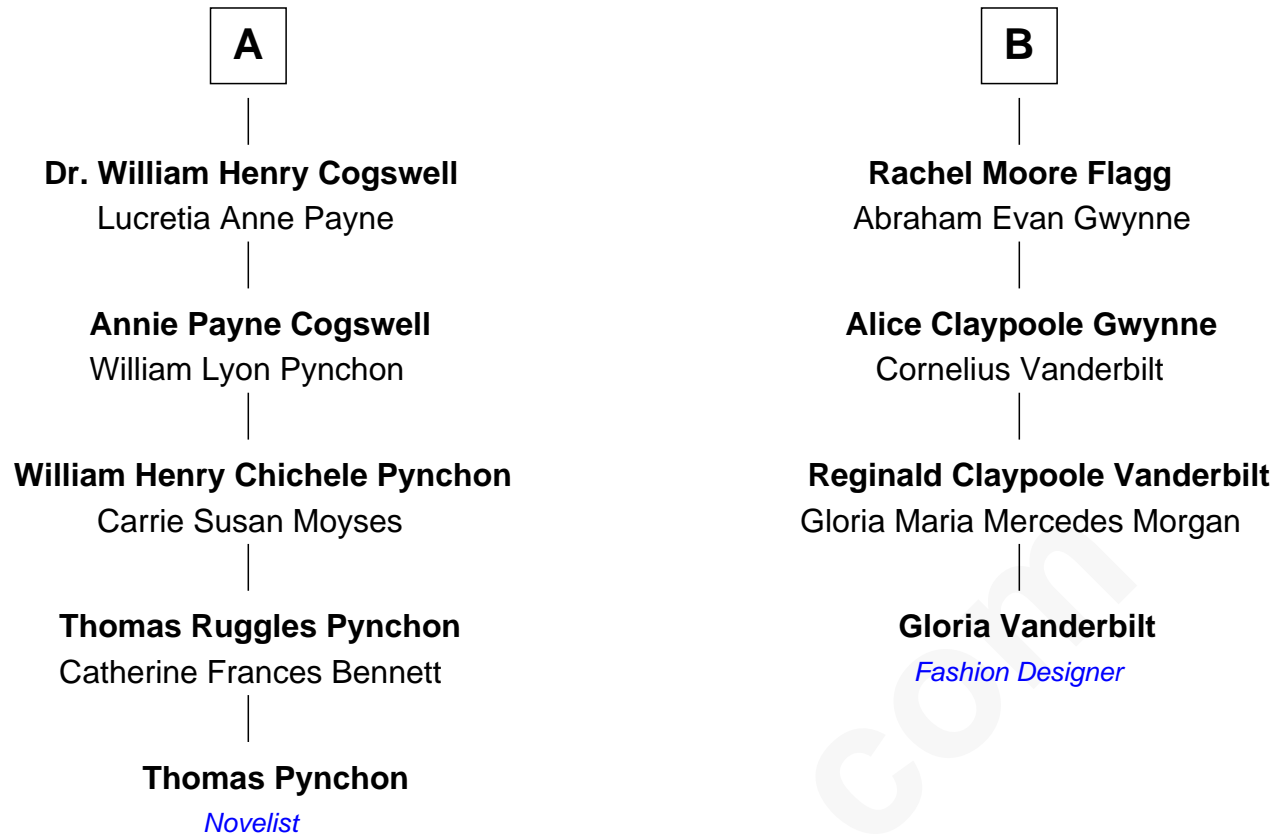 A
Dr. William Henry Cogswell
Lucretia Anne Payne
Annie Payne Cogswell
William Lyon Pynchon
William Henry Chichele Pynchon
Carrie Susan Moyses
Thomas Ruggles Pynchon
Catherine Frances Bennett
Thomas Pynchon
Novelist
B
Rachel Moore Flagg
Abraham Evan Gwynne
Alice Claypoole Gwynne
Cornelius Vanderbilt
Reginald Claypoole Vanderbilt
Gloria Maria Mercedes Morgan
Gloria Vanderbilt
Fashion Designer
com